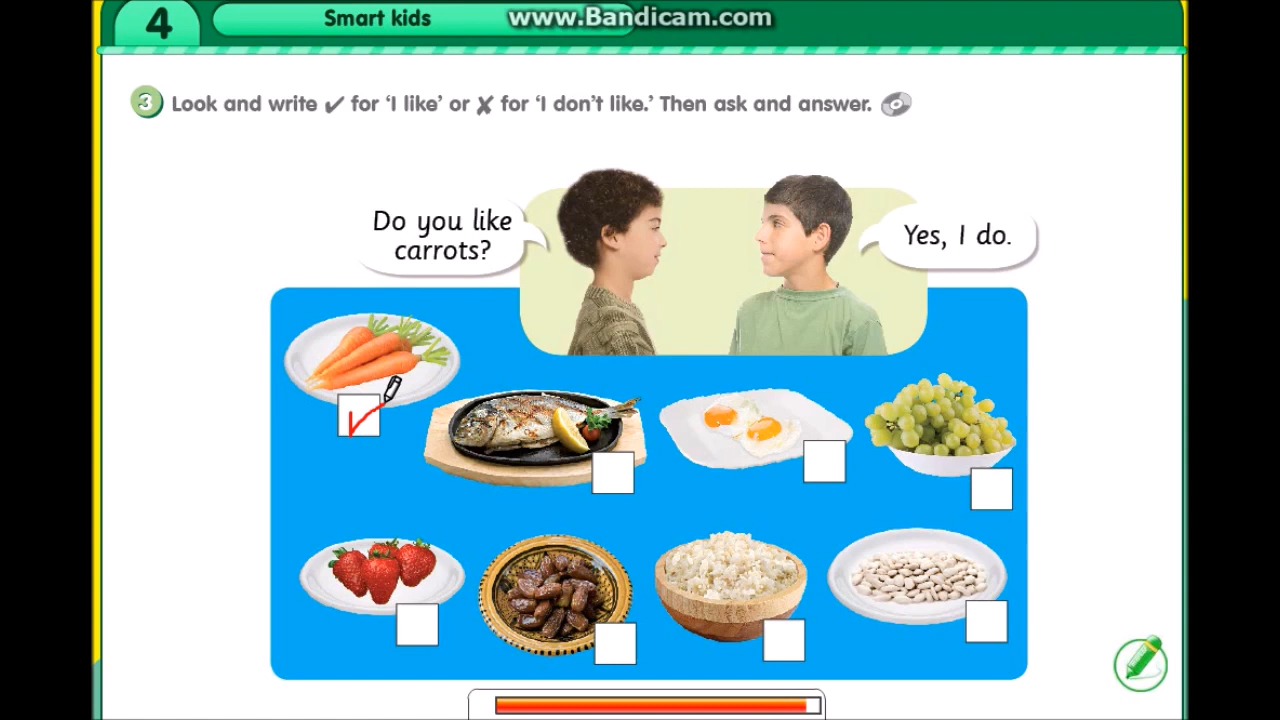 4
Smart kids
www.Bandicam.com
3 Look and write ✓ for ‘I like’ or ✗ for ‘I don’t like.’ Then ask and answer.
Do you like
carrots?
Yes, I do.